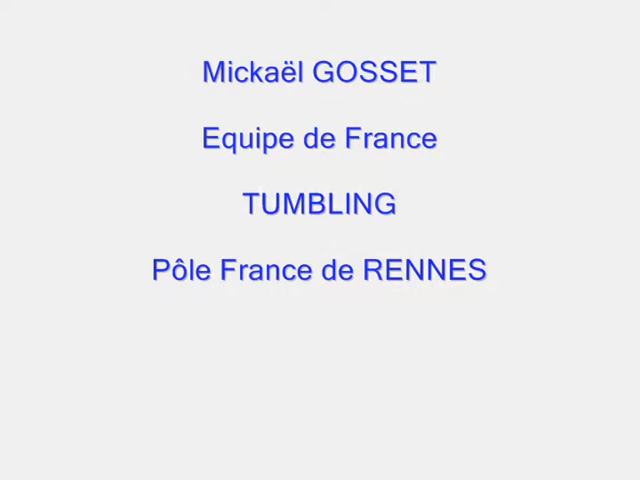 Mickaël GOSSET
Equipe de France
TUMBLING
Pôle France de RENNES